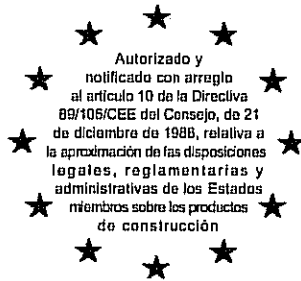 Autorizado y
notificado con arreglo
al artículo 10 de la Directiva
89/106/CEE del Consejo, de 21
de diciembre de 1988, relativa a
la aproximación de las disposiciones
legales, reglamentarias y
administrativas de los Estados
miembros sobre los productos
de construcción